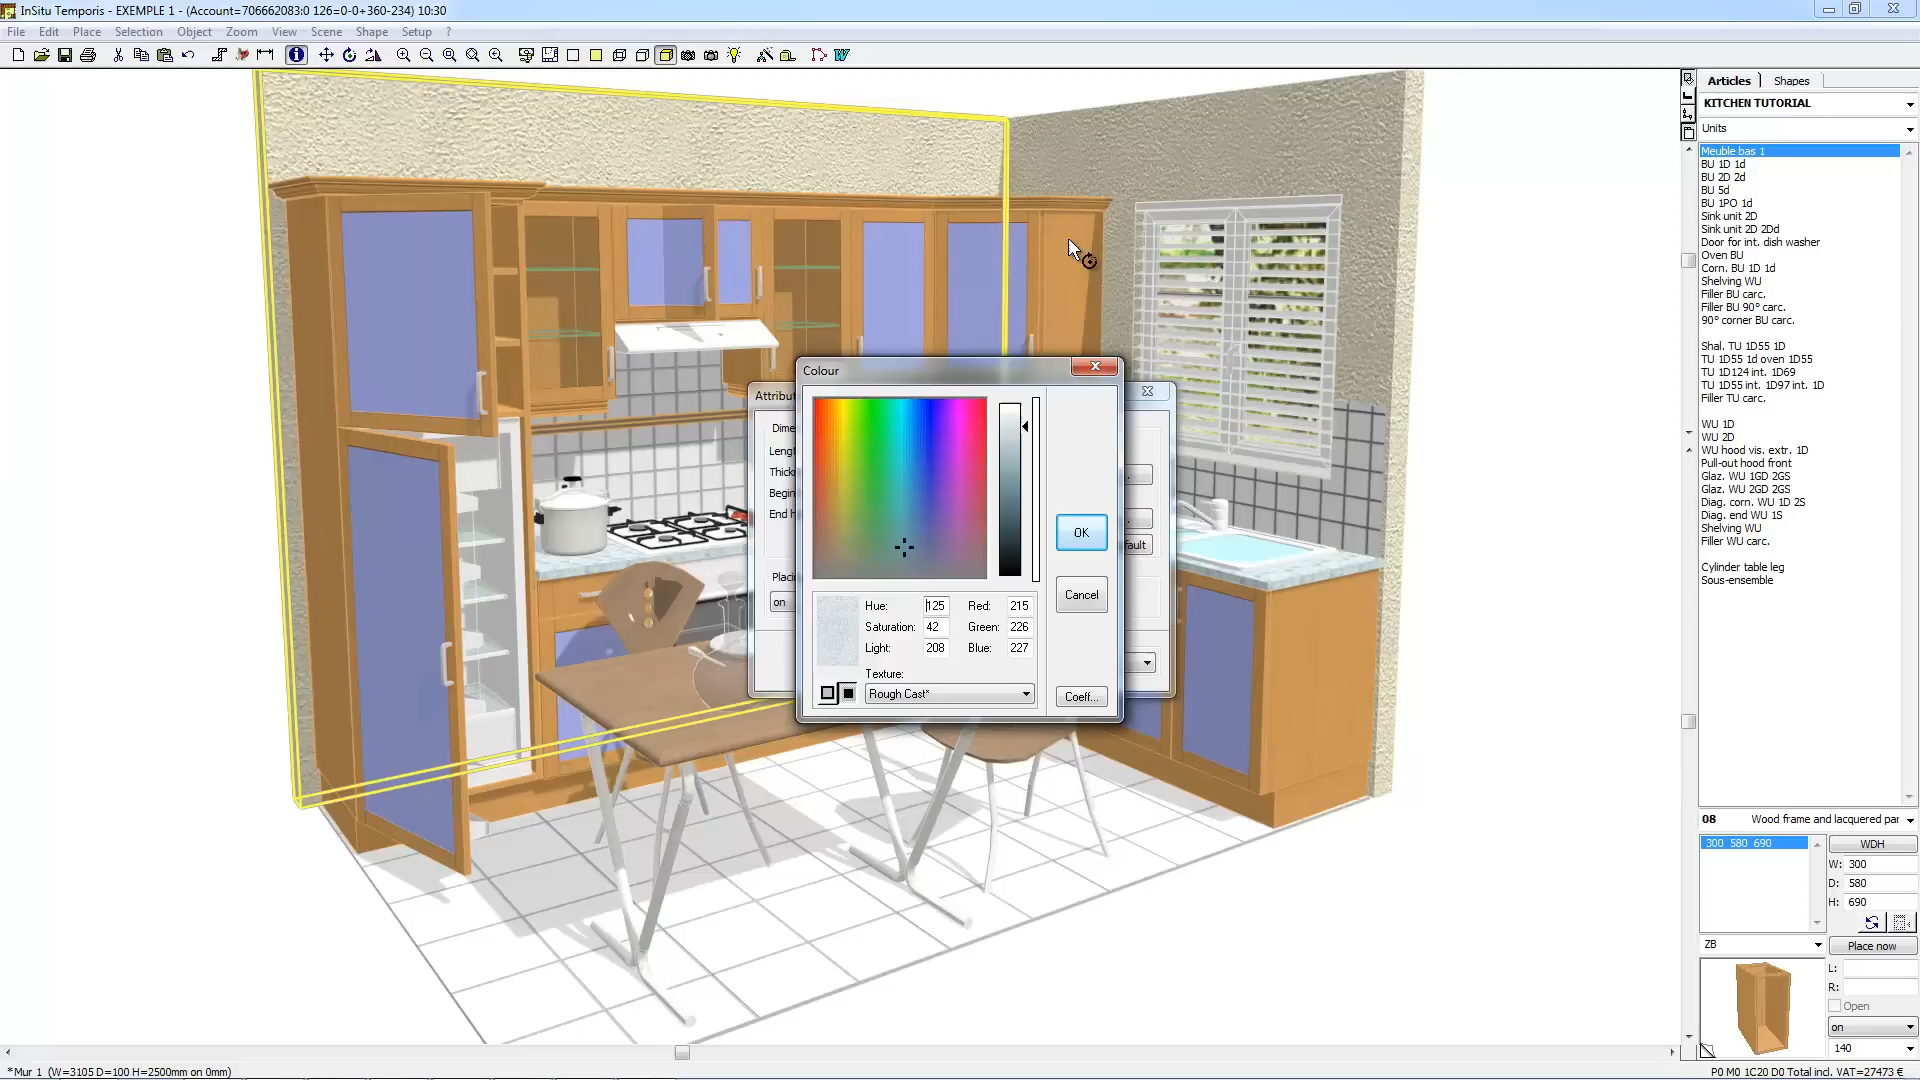 InSitu Temporis - EXEMPLE 1 - (Account=706662083:0 126=0-0+360-234) 10:30
File Edit Place Selection Object Zoom View Scene Shape Setup ?
Articles Shapes
KITCHEN TUTORIAL
Units
Meuble bas 1
BU 1D 1d
BU 2D 2d
BU 5d
BU 1PO 1d
Sink unit 2D
Sink unit 2D 2Dd
Door for int. dish washer
Oven BU
Corn. BU 1D 1d
Shelving WU
Filler BU carc.
Filler BU 90° carc.
90° corner BU carc.
Shal. TU 1D55 1D
TU 1D55 1d oven 1D55
TU 1D124 int. 1D69
TU 1D55 int. 1D97 int. 1D
Filler TU carc.
WU 1D
WU 2D
WU hood vis. extr. 1D
Pull-out hood front
Glaz. WU 1GD 2GS
Glaz. WU 2GD 2GS
Diag. corn. WU 1D 2S
Diag. end WU 1S
Shelving WU
Filler WU carc.
Cylinder table leg
Sous-ensemble
08 Wood frame and lacquered par
300 580 690
WDH
W: 300
D: 580
H: 690
ZB
Place now
L:
R:
Open
on
140
Attribut
Dime
Lengt
Thick
Begin
End h
Placi
on
fault
Colour
OK
Cancel
Hue: 125 Red: 215
Saturation: 42 Green: 226
Light: 208 Blue: 227
Texture:
Rough Cast*
Coeff...
*Mur 1 (W=3105 D=100 H=2500mm on 0mm)
P0 M0 1C20 D0 Total incl. VAT=27473 €